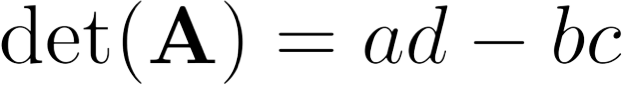 det(𝐀) = ad − bc